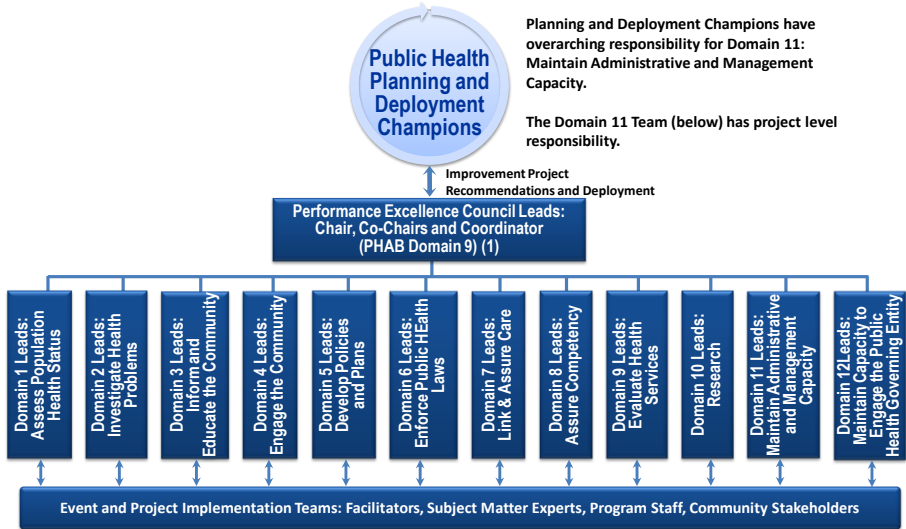 Public Health
Planning and
Deployment
Champions
Planning and Deployment Champions have
overarching responsibility for Domain 11:
Maintain Administrative and Management
Capacity.
The Domain 11 Team (below) has project level
responsibility.
Improvement Project
Recommendations and Deployment
Performance Excellence Council Leads:
Chair, Co-Chairs and Coordinator
(PHAB Domain 9) (1)
Domain 1 Leads:
Assess Population
Health Status
Domain 2 Leads:
Investigate Health
Problems
Domain 3 Leads:
Inform and
Educate the Community
Domain 4 Leads:
Engage the Community
Domain 5 Leads:
Develop Policies
and Plans
Domain 6 Leads:
Enforce Public HEalth
Laws
Domain 7 Leads:
Link & Assure Care
Domain 8 Leads:
Assure Competency
Domain 9 Leads:
Evaluate Health
Services
Domain 10 Leads:
Research
Domain 11 Leads:
Maintain Administrative
and Management
Capacity
Domain 12Leads:
Maintain Capacity to
Engage the Public
Health Governing Entity
Event and Project Implementation Teams: Facilitators, Subject Matter Experts, Program Staff, Community Stakeholders